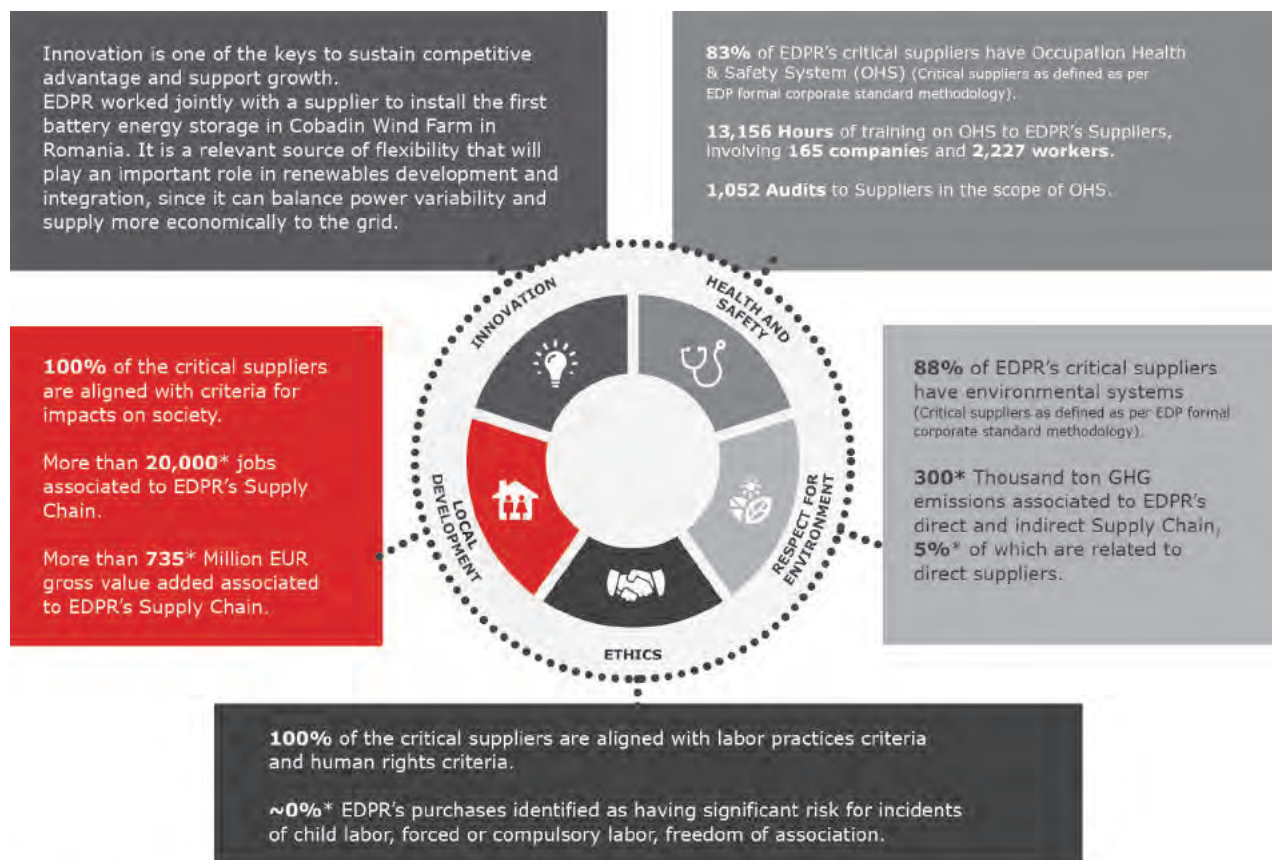 Innovation is one of the keys to sustain competitive
advantage and support growth.
EDPR worked jointly with a supplier to install the first
battery energy storage in Cobadin Wind Farm in
Romania. It is a relevant source of flexibility that will
play an important role in renewables development and
integration, since it can balance power variability and
supply more economically to the grid.
83% of EDPR's critical suppliers have Occupation Health
& Safety System (OHS) (Critical suppliers as defined as per
EDP formal corporate standard methodology).
13,156 Hours of training on OHS to EDPR's Suppliers,
involving 165 companies and 2,227 workers.
1,052 Audits to Suppliers in the scope of OHS.
INNOVATION
HEALTH AND
SAFETY
100% of the critical suppliers
are aligned with criteria for
impacts on society.
More than 20,000* jobs
associated to EDPR's Supply
Chain.
More than 735* Million EUR
gross value added associated
to EDPR's Supply Chain.
LOCAL
DEVELOPMENT
RESPECT FOR
ENVIRONMENT
88% of EDPR's critical suppliers
have environmental systems
(Critical suppliers as defined as per EDP formal
corporate standard methodology).
300* Thousand ton GHG
emissions associated to EDPR's
direct and indirect Supply Chain,
5%* of which are related to
direct suppliers.
ETHICS
100% of the critical suppliers are aligned with labor practices criteria
and human rights criteria.
~0%* EDPR's purchases identified as having significant risk for incidents
of child labor, forced or compulsory labor, freedom of association.